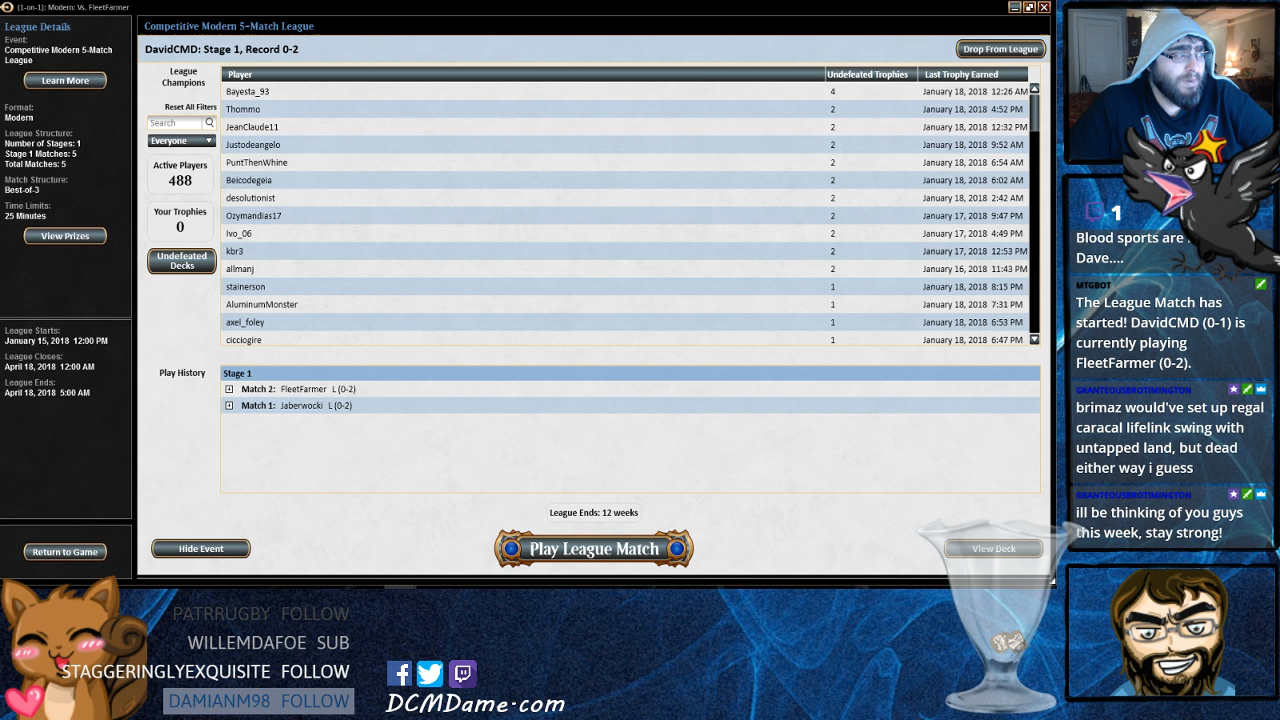 (1-on-1): Modern: Vs. FleetFarmer
League Details
Event:
Competitive Modern 5-Match
League
Learn More
Format:
Modern
League Structure:
Number of Stages: 1
Stage 1 Matches: 5
Total Matches: 5
Match Structure:
Best-of-3
Time Limits:
25 Minutes
View Prizes
League Starts:
January 15, 2018 12:00 PM
League Closes:
April 18, 2018 12:00 AM
League Ends:
April 18, 2018 5:00 AM
Return to Game
Competitive Modern 5-Match League
DavidCMD: Stage 1, Record 0-2
Drop From League
League
Champions
Reset All Filters
Search
Everyone
Active Players
488
Your Trophies
0
Undefeated
Decks
Player Undefeated Trophies Last Trophy Earned
Bayesta_93 4 January 18, 2018 12:26 AM
Thommo 2 January 18, 2018 4:52 PM
JeanClaude11 2 January 18, 2018 12:32 PM
Justodeangelo 2 January 18, 2018 9:52 AM
PuntThenWhine 2 January 18, 2018 6:54 AM
Beicodegeia 2 January 18, 2018 6:02 AM
desolutionist 2 January 18, 2018 2:42 AM
Ozymandias17 2 January 17, 2018 9:47 PM
Ivo_06 2 January 17, 2018 4:49 PM
kbr3 2 January 17, 2018 12:53 PM
allmanj 2 January 16, 2018 11:43 PM
stainerson 1 January 18, 2018 8:15 PM
AluminumMonster 1 January 18, 2018 7:31 PM
axel_foley 1 January 18, 2018 6:53 PM
cicciogire 1 January 18, 2018 6:47 PM
Play History
Stage 1
Match 2: FleetFarmer L (0-2)
Match 1: Jaberwocki L (0-2)
League Ends: 12 weeks
Hide Event
Play League Match
View Deck
1
Blood sports are
Dave....
MTGBOT
The League Match has
started! DavidCMD (0-1) is
currently playing
FleetFarmer (0-2).
GRANTEOUSBROTIMINGTON
brimaz would've set up regal
caracal lifelink swing with
untapped land, but dead
either way i guess
GRANTEOUSBROTIMINGTON
ill be thinking of you guys
this week, stay strong!
PATRRUGBY FOLLOW
WILLEMDAFOE SUB
STAGGERINGLYEXQUISITE FOLLOW
DAMIANM98 FOLLOW
DCMDame.com